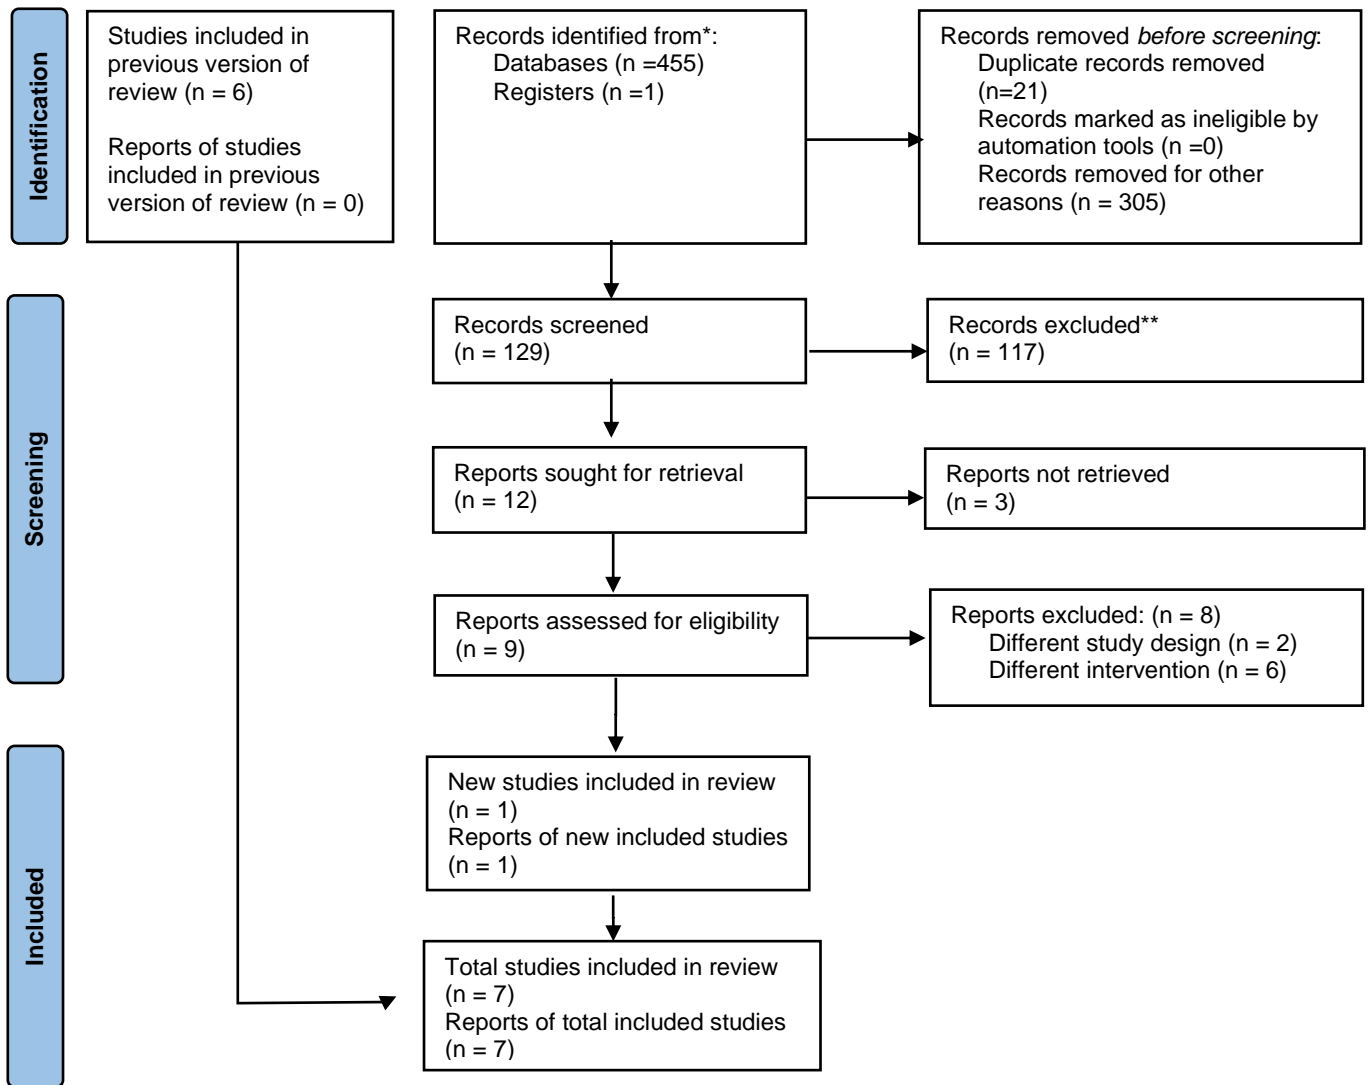 Identification
Studies included in
previous version of
review (n = 6)
Reports of studies
included in previous
version of review (n = 0)
Records identified from*:
Databases (n =455)
Registers (n =1)
Records removed before screening:
Duplicate records removed
(n=21)
Records marked as ineligible by
automation tools (n =0)
Records removed for other
reasons (n = 305)
Screening
Records screened
(n = 129)
Records excluded**
(n = 117)
Reports sought for retrieval
(n = 12)
Reports not retrieved
(n = 3)
Reports assessed for eligibility
(n = 9)
Reports excluded: (n = 8)
Different study design (n = 2)
Different intervention (n = 6)
Included
New studies included in review
(n = 1)
Reports of new included studies
(n = 1)
Total studies included in review
(n = 7)
Reports of total included studies
(n = 7)